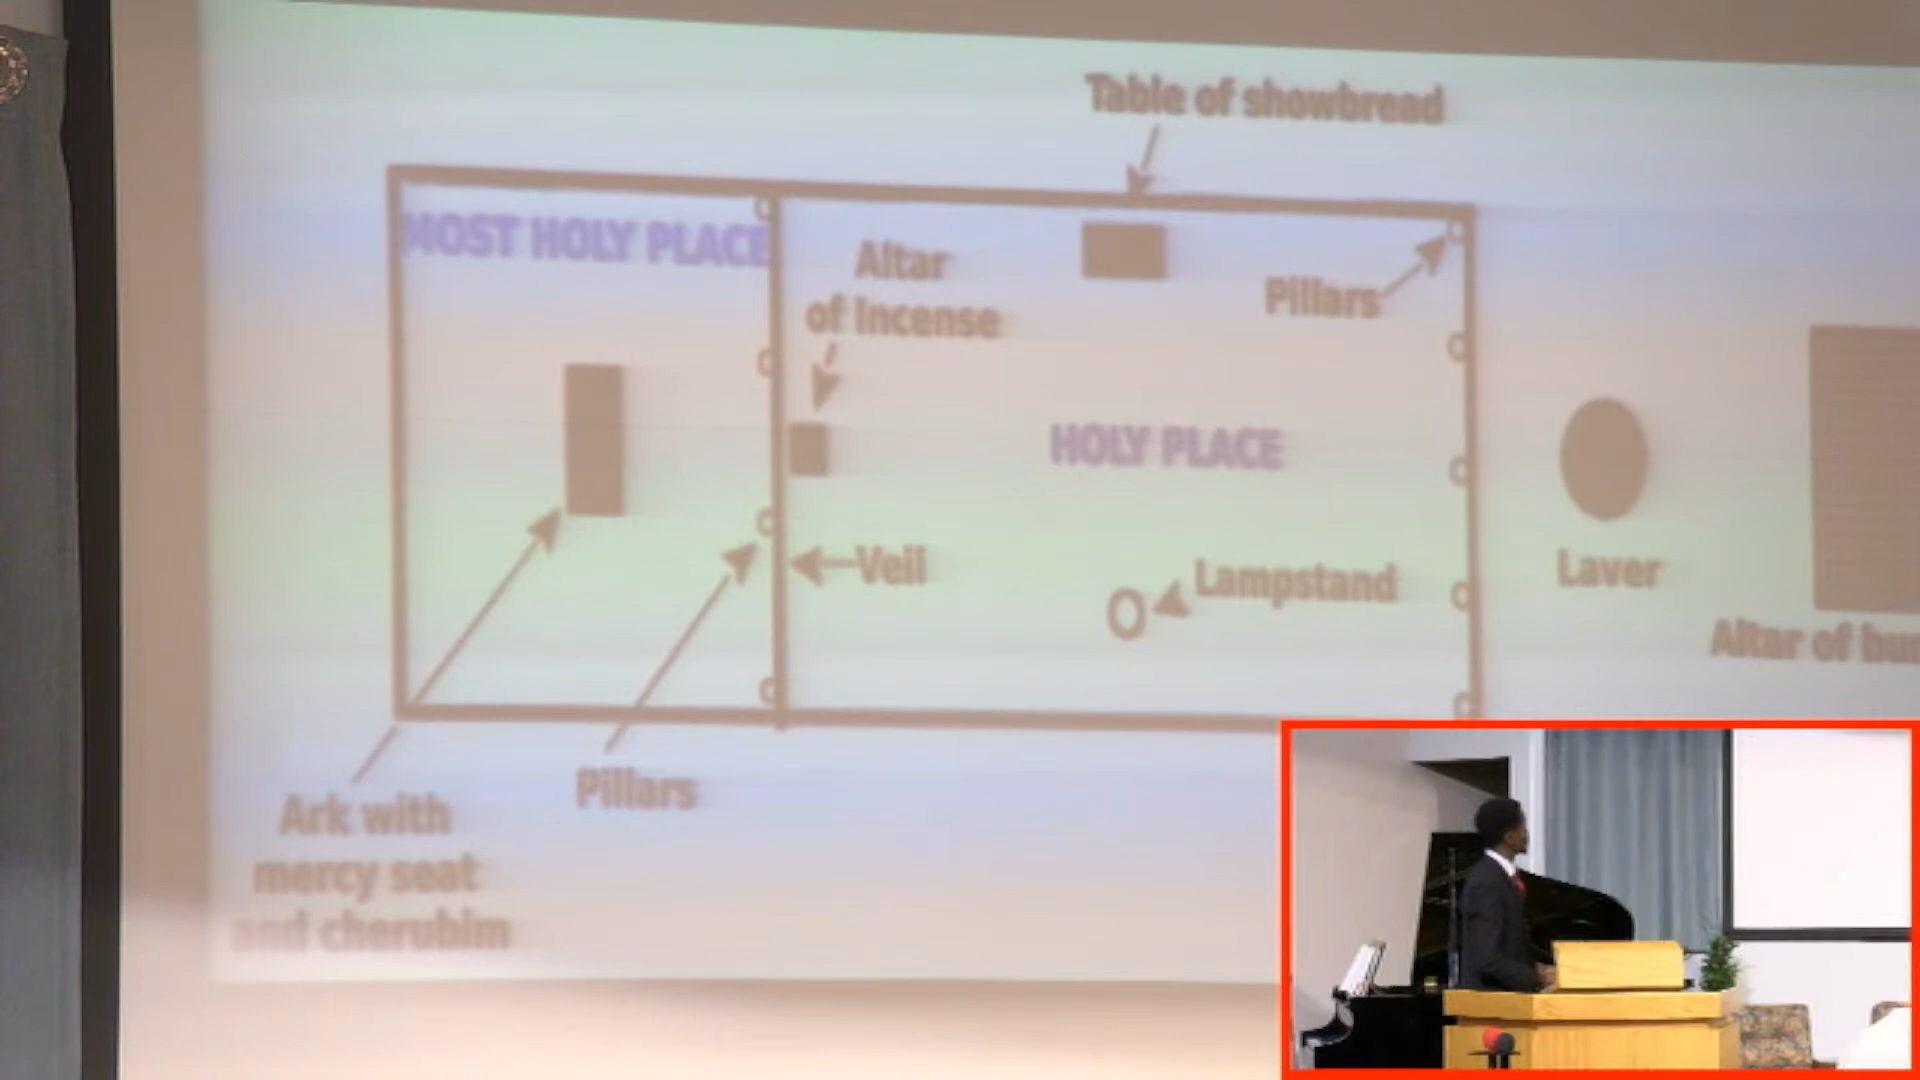 Table of showbread
MOST HOLY PLACE
Altar
of Incense
Pillars
HOLY PLACE
Veil
Lampstand
Laver
Altar of
Pillars
Ark with
mercy seat
and cherubim